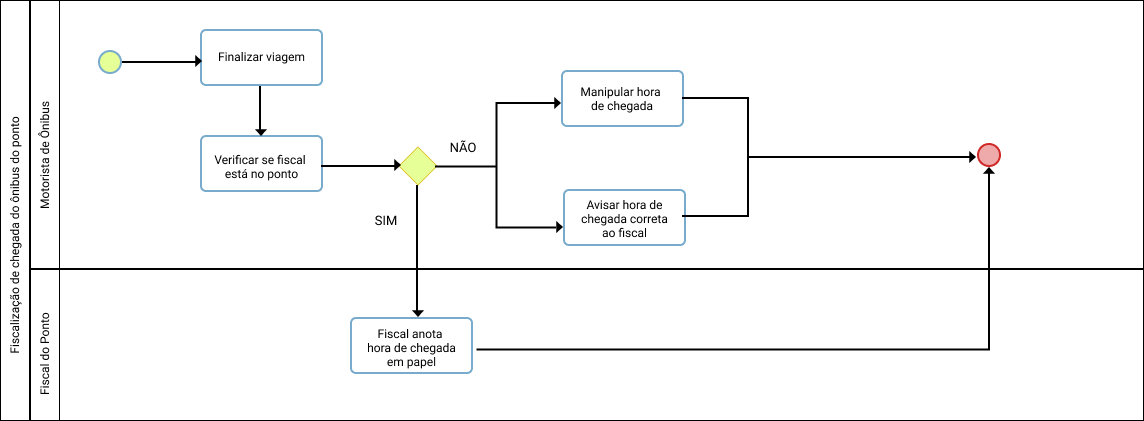 Fiscalização de chegada do ônibus do ponto
Motorista de Ônibus
Finalizar viagem
Verificar se fiscal
está no ponto
NÃO
SIM
Manipular hora
de chegada
Avisar hora de
chegada correta
ao fiscal
Fiscal do Ponto
Fiscal anota
hora de chegada
em papel